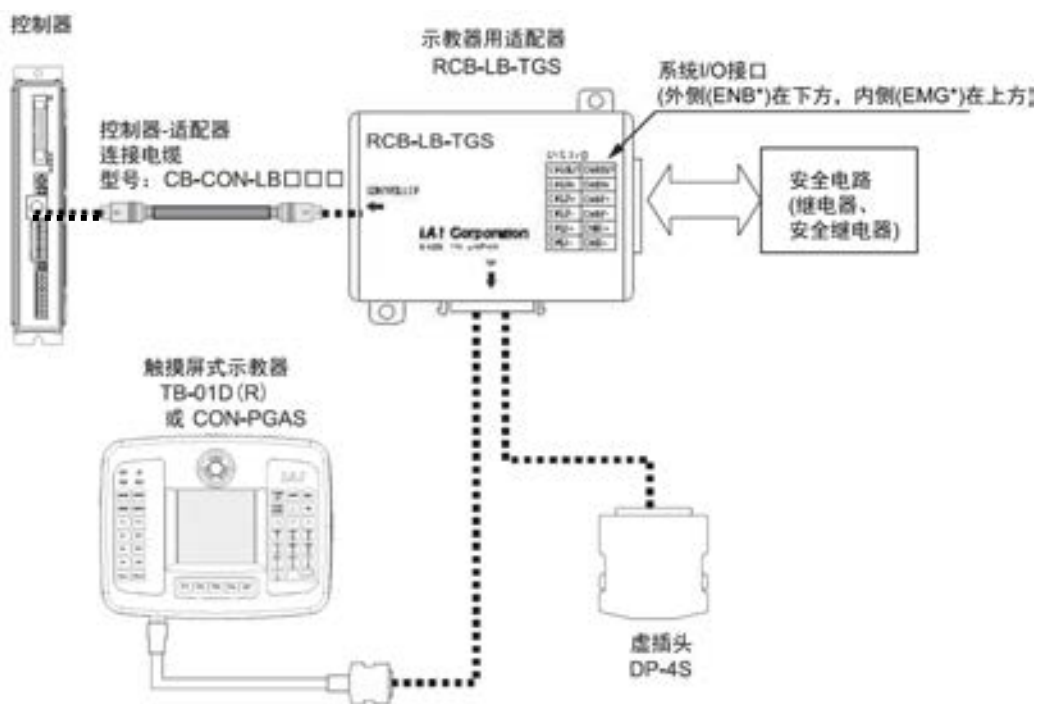 控制器
示教器用适配器
RCB-LB-TGS
系统I/O接口
(外侧(ENB*)在下方，内侧(EMG*)在上方)
控制器-适配器
连接电缆
型号：CB-CON-LB□□□
RCB-LB-TGS
CONTROLLER
IAI Corporation
安全电路
(继电器、
安全继电器)
触摸屏式示教器
TB-01D(R)
或 CON-PGAS
IAI
虚插头
DP-4S